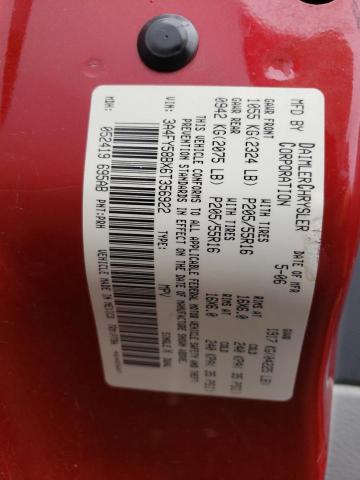 MFD BY DAIMLERCHRYSLER CORPORATION
DATE OF MFR 5-06
GVWR 1917 KG(04225 LB)
GAWR FRONT WITH TIRES RIMS AT COLD
1055 KG(2324 LB) P205/55R16 16X6.0 240 KPA(35 PSI)
GAWR REAR WITH TIRES RIMS AT COLD
0942 KG(2075 LB) P205/55R16 16X6.0 240 KPA(35 PSI)
THIS VEHICLE CONFORMS TO ALL APPLICABLE FEDERAL MOTOR VEHICLE SAFETY AND THEFT
PREVENTION STANDARDS IN EFFECT ON THE DATE OF MANUFACTURE SHOWN ABOVE.
VIN: 3A4FY58BX6T356922 MPV SINGLE X DUAL
MDH: 052419 695AB
PNT: PRH
VEHICLE MADE IN MEXICO